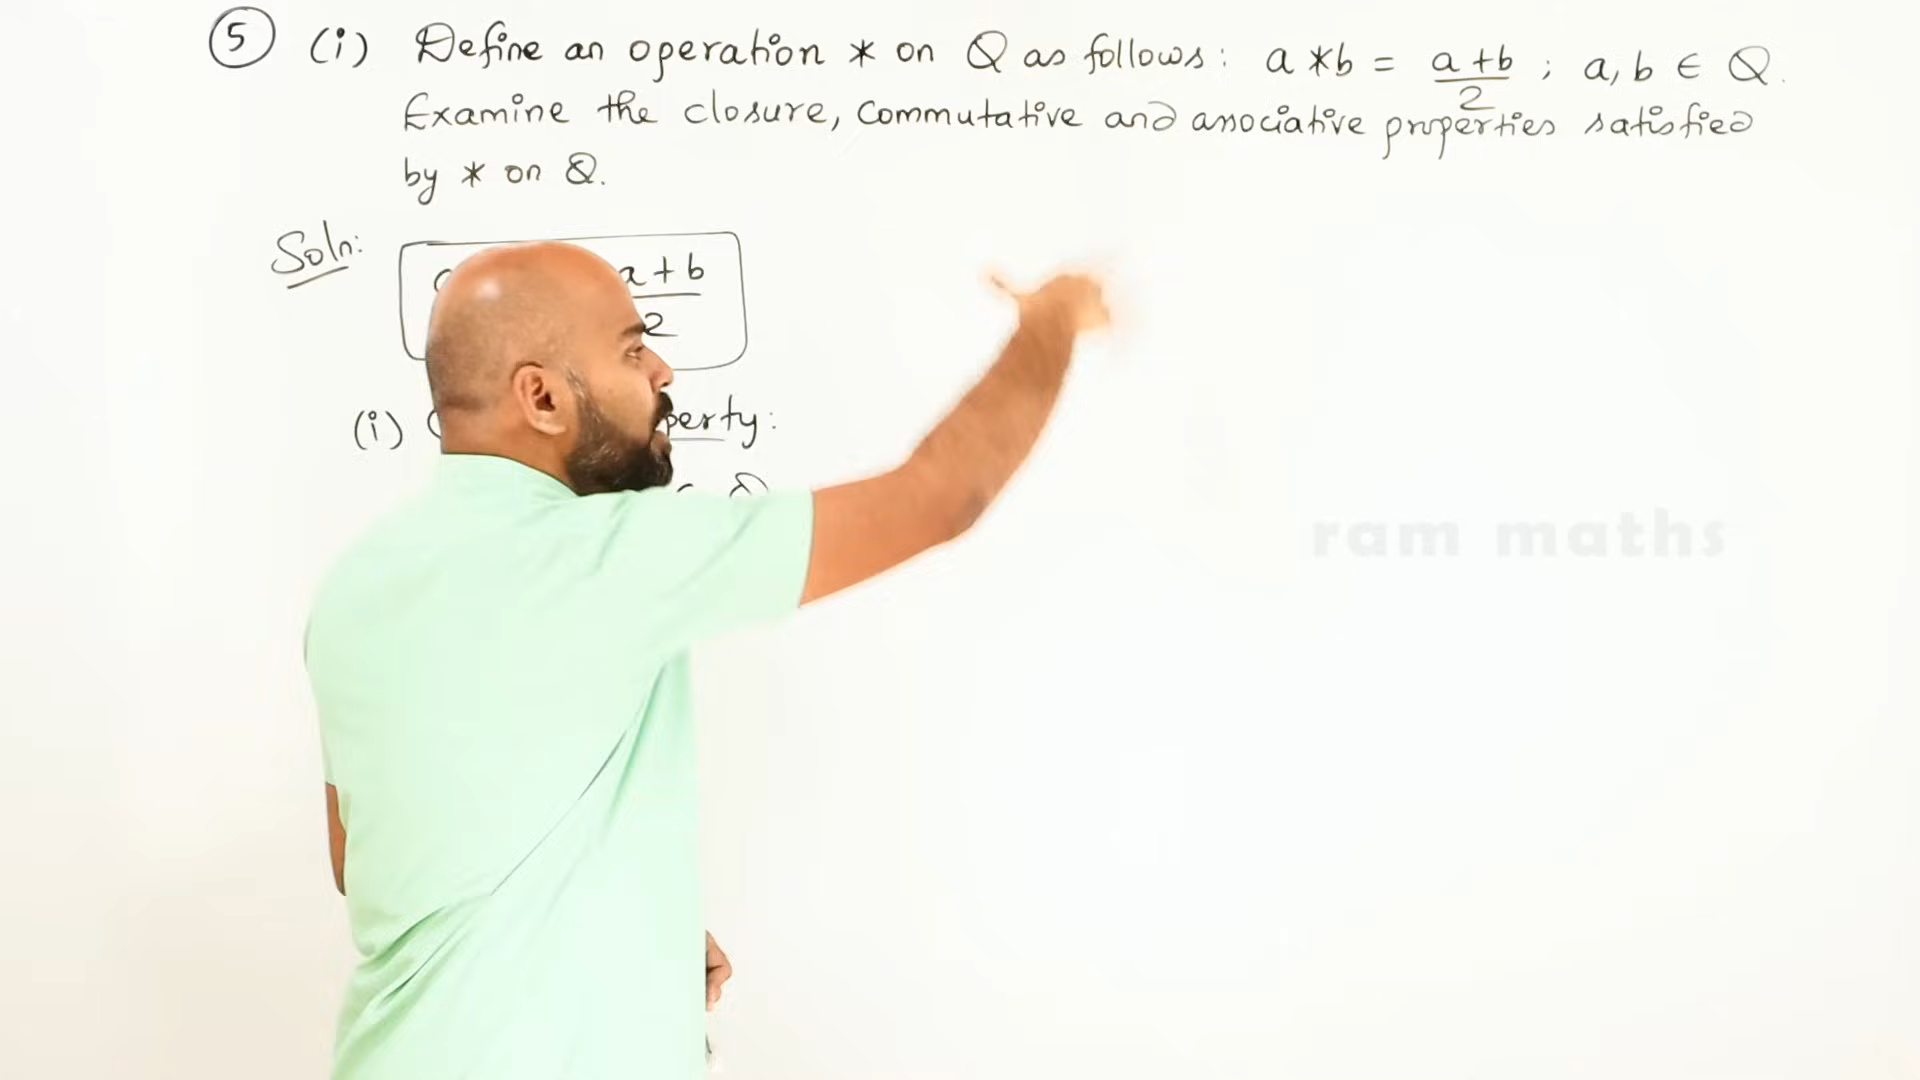 5 (i) Define an operation * on Q as follows: a * b = a + b / 2 ; a, b ∈ Q.
Examine the closure, commutative and associative properties satisfied
by * on Q.
Soln:
a + b / 2
(i) perty:
ram maths